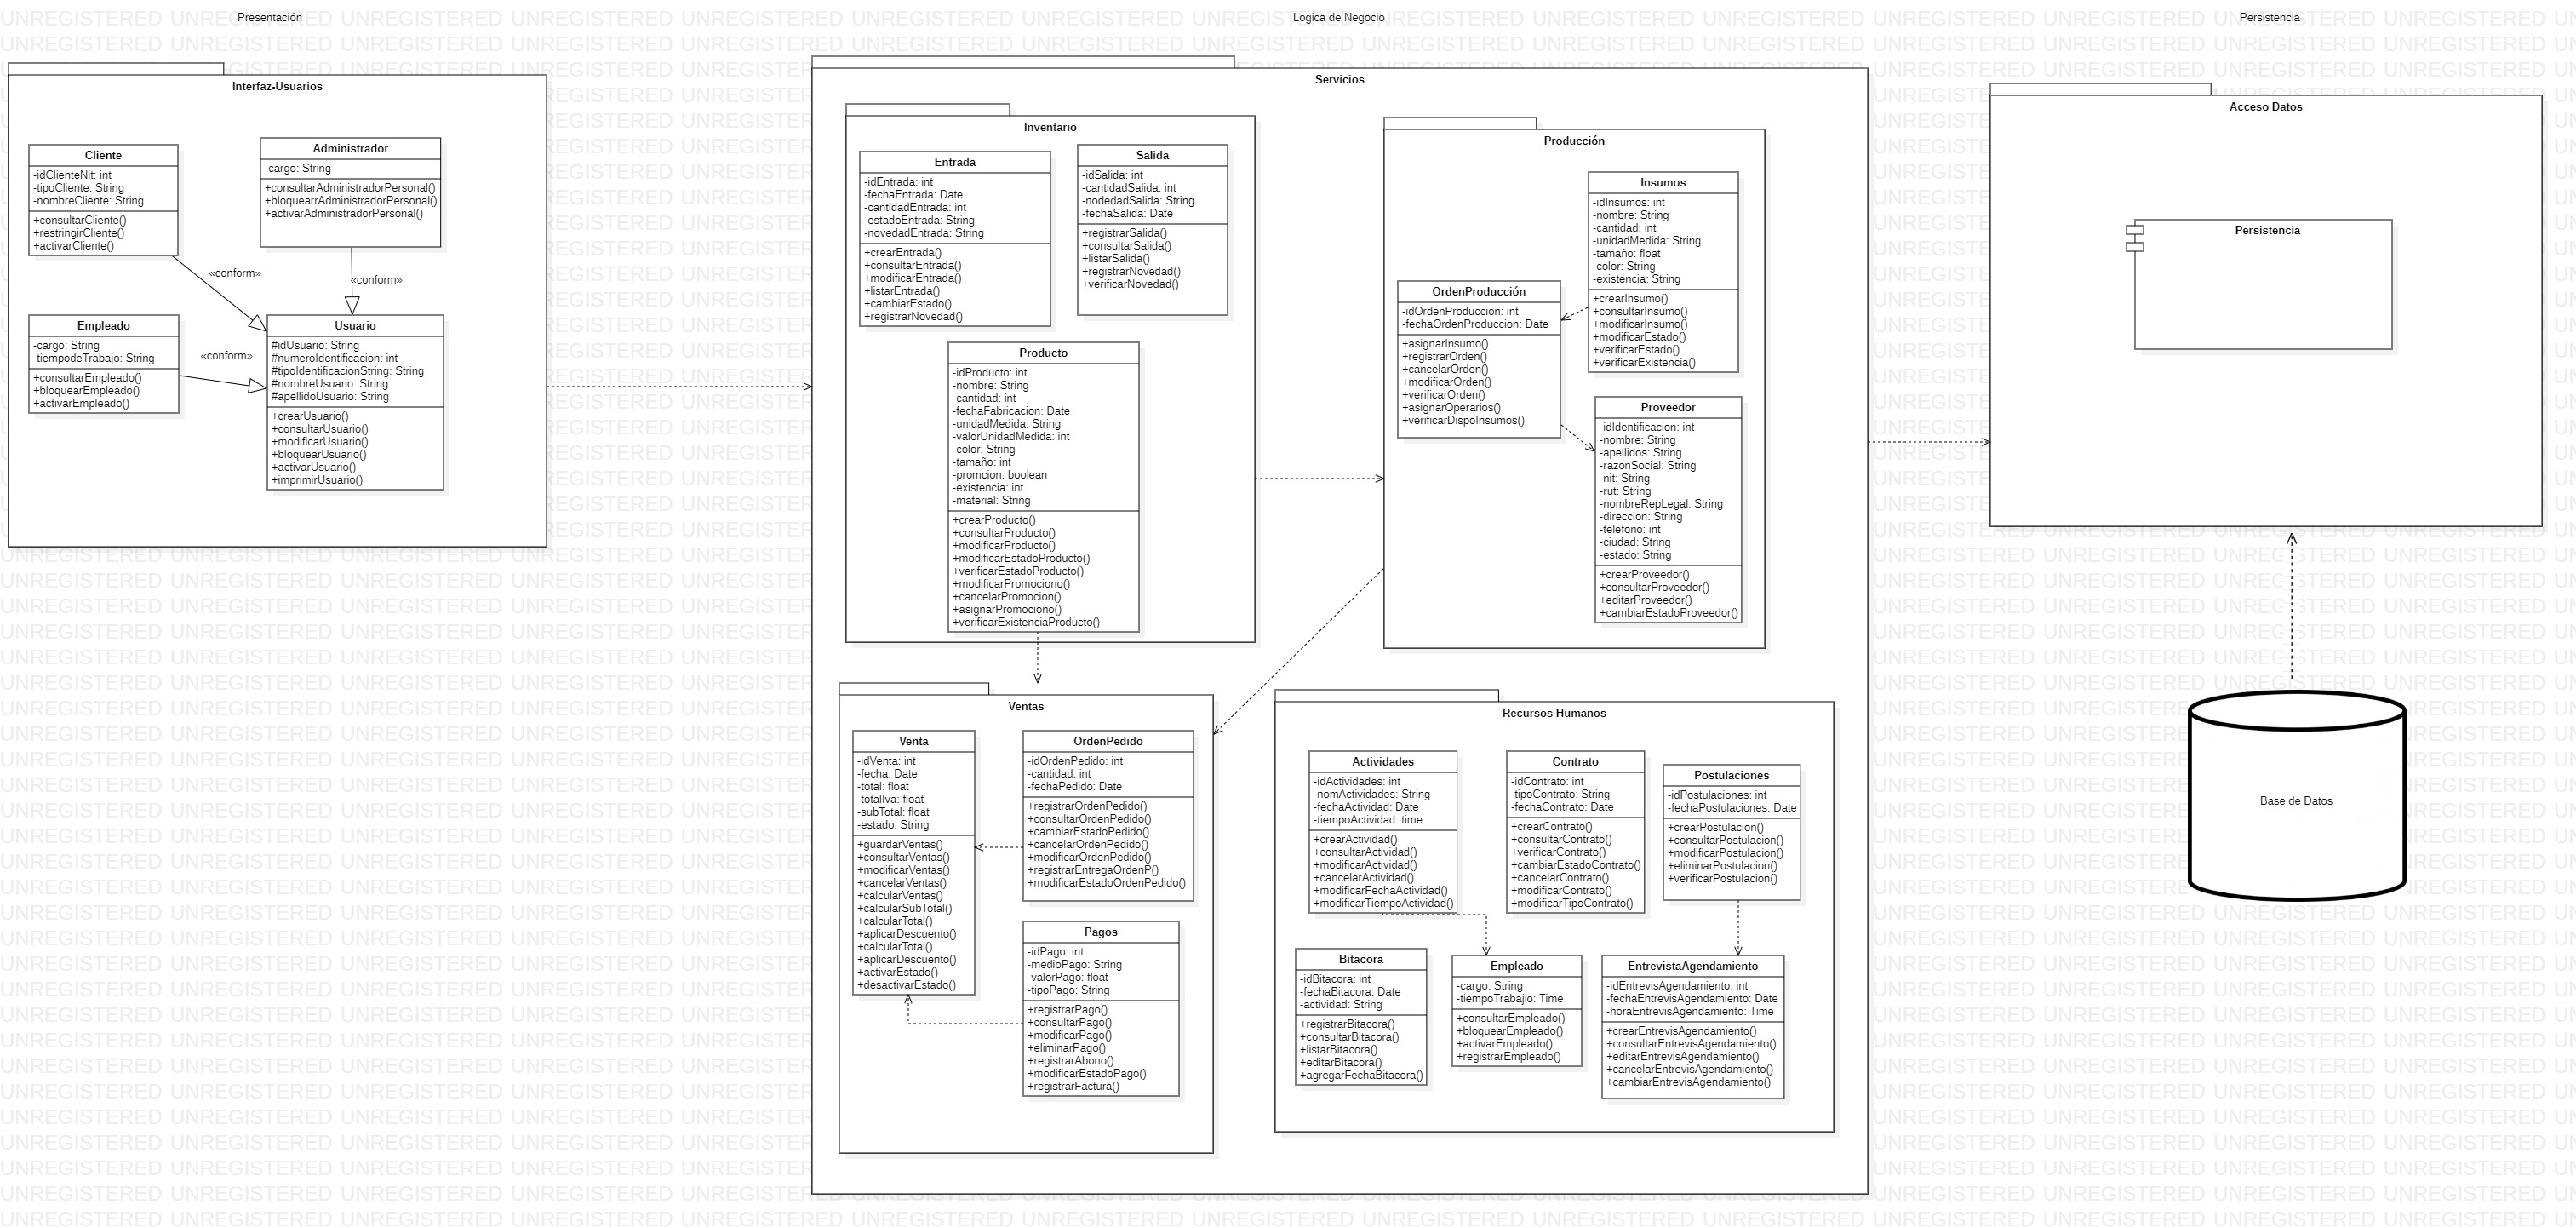 Presentación
Logica de Negocio
Persistencia
Interfaz-Usuarios
Cliente
-idClienteNit: int
-tipoCliente: String
-nombreCliente: String
+consultarCliente()
+restringirCliente()
+activarCliente()
Administrador
-cargo: String
+consultarAdministradorPersonal()
+bloquearrAdministradorPersonal()
+activarAdministradorPersonal()
«conform»
«conform»
«conform»
Empleado
-cargo: String
-tiempodeTrabajo: String
+consultarEmpleado()
+bloquearEmpleado()
+activarEmpleado()
Usuario
#idUsuario: String
#numeroIdentificacion: int
#tipoIdentificacionString: String
#nombreUsuario: String
#apellidoUsuario: String
+crearUsuario()
+consultarUsuario()
+modificarUsuario()
+bloquearUsuario()
+activarUsuario()
+imprimirUsuario()
Servicios
Inventario
Entrada
-idEntrada: int
-fechaEntrada: Date
-cantidadEntrada: int
-estadoEntrada: String
-novedadEntrada: String
+crearEntrada()
+consultarEntrada()
+modificarEntrada()
+listarEntrada()
+cambiarEstado()
+registrarNovedad()
Salida
-idSalida: int
-cantidadSalida: int
-nodedadSalida: String
-fechaSalida: Date
+registrarSalida()
+consultarSalida()
+listarSalida()
+registrarNovedad()
+verificarNovedad()
Producto
-idProducto: int
-nombre: String
-cantidad: int
-fechaFabricacion: Date
-unidadMedida: String
-valorUnidadMedida: int
-color: String
-tamaño: int
-promcion: boolean
-existencia: int
-material: String
+crearProducto()
+consultarProducto()
+modificarProducto()
+modificarEstadoProducto()
+verificarEstadoProducto()
+modificarPromociono()
+cancelarPromocion()
+asignarPromociono()
+verificarExistenciaProducto()
Producción
Insumos
-idInsumos: int
-nombre: String
-cantidad: int
-unidadMedida: String
-tamaño: float
-color: String
-existencia: String
+crearInsumo()
+consultarInsumo()
+modificarInsumo()
+modificarEstado()
+verificarEstado()
+verificarExistencia()
OrdenProducción
-idOrdenProduccion: int
-fechaOrdenProduccion: Date
+asignarInsumo()
+registrarOrden()
+cancelarOrden()
+modificarOrden()
+verificarOrden()
+asignarOperarios()
+verificarDispoInsumos()
Proveedor
-idIdentificacion: int
-nombre: String
-apellidos: String
-razonSocial: String
-nit: String
-rut: String
-nombreRepLegal: String
-direccion: String
-telefono: int
-ciudad: String
-estado: String
+crearProveedor()
+consultarProveedor()
+editarProveedor()
+cambiarEstadoProveedor()
Ventas
Venta
-idVenta: int
-fecha: Date
-total: float
-totalIva: float
-subTotal: float
-estado: String
+guardarVentas()
+consultarVentas()
+modificarVentas()
+cancelarVentas()
+calcularVentas()
+calcularSubTotal()
+calcularTotal()
+aplicarDescuento()
+calcularTotal()
+aplicarDescuento()
+activarEstado()
+desactivarEstado()
OrdenPedido
-idOrdenPedido: int
-cantidad: int
-fechaPedido: Date
+registrarOrdenPedido()
+consultarOrdenPedido()
+cambiarEstadoPedido()
+cancelarOrdenPedido()
+modificarOrdenPedido()
+registrarEntregaOrdenP()
+modificarEstadoOrdenPedido()
Pagos
-idPago: int
-medioPago: String
-valorPago: float
-tipoPago: String
+registrarPago()
+consultarPago()
+modificarPago()
+eliminarPago()
+registrarAbono()
+modificarEstadoPago()
+registrarFactura()
Recursos Humanos
Actividades
-idActividades: int
-nomActividades: String
-fechaActividad: Date
-tiempoActividad: time
+crearActividad()
+consultarActividad()
+modificarActividad()
+cancelarActividad()
+modificarFechaActividad()
+modificarTiempoActividad()
Contrato
-idContrato: int
-tipoContrato: String
-fechaContrato: Date
+crearContrato()
+consultarContrato()
+verificarContrato()
+cambiarEstadoContrato()
+cancelarContrato()
+modificarContrato()
+modificarTipoContrato()
Postulaciones
-idPostulaciones: int
-fechaPostulaciones: Date
+crearPostulacion()
+consultarPostulacion()
+modificarPostulacion()
+eliminarPostulacion()
+verificarPostulacion()
Bitacora
-idBitacora: int
-fechaBitacora: Date
-actividad: String
+registrarBitacora()
+consultarBitacora()
+listarBitacora()
+editarBitacora()
+agregarFechaBitacora()
Empleado
-cargo: String
-tiempoTrabajo: Time
+consultarEmpleado()
+bloquearEmpleado()
+activarEmpleado()
+registrarEmpleado()
EntrevistaAgendamiento
-idEntrevisAgendamiento: int
-fechaEntrevisAgendamiento: Date
-horaEntrevisAgendamiento: Time
+crearEntrevisAgendamiento()
+consultarEntrevisAgendamiento()
+editarEntrevisAgendamiento()
+cancelarEntrevisAgendamiento()
+cambiarEntrevisAgendamiento()
Acceso Datos
Persistencia
Base de Datos
UNREGISTERED